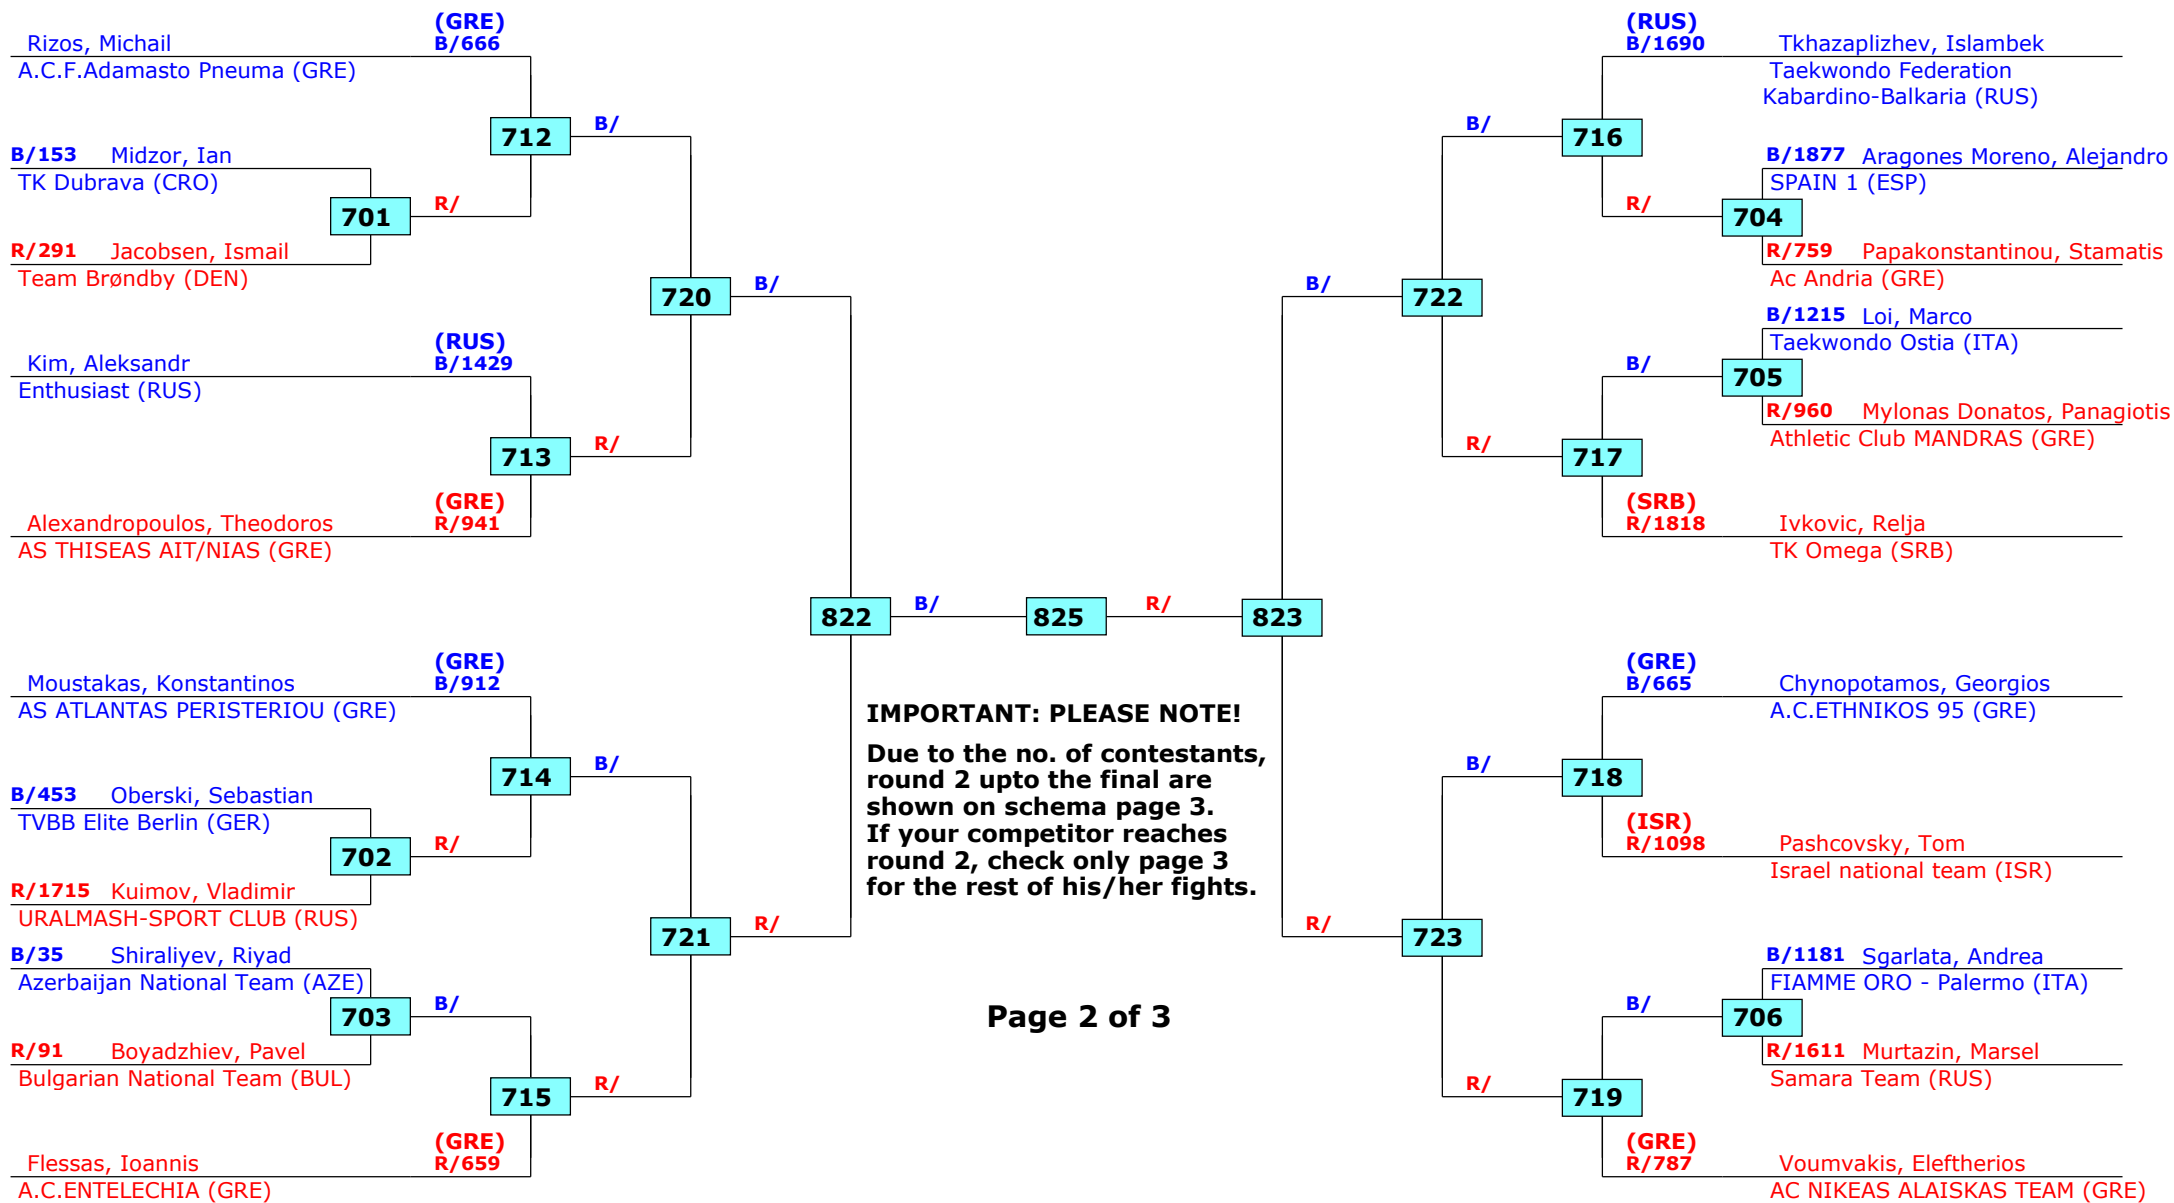 (GRE)
Rizos, Michail B/666
A.C.F.Adamasto Pneuma (GRE)
712
B/
B/153 Midzor, Ian
TK Dubrava (CRO)
701
R/
R/291 Jacobsen, Ismail
Team Brøndby (DEN)
720
B/
(RUS)
Kim, Aleksandr B/1429
Enthusiast (RUS)
713
R/
(GRE)
Alexandropoulos, Theodoros R/941
AS THISEAS AIT/NIAS (GRE)
822
B/
825
R/
823
(GRE)
Moustakas, Konstantinos B/912
AS ATLANTAS PERISTERIOU (GRE)
714
B/
B/453 Oberski, Sebastian
TVBB Elite Berlin (GER)
702
R/
R/1715 Kuimov, Vladimir
URALMASH-SPORT CLUB (RUS)
721
R/
B/35 Shiraliyev, Riyad
Azerbaijan National Team (AZE)
703
B/
R/91 Boyadzhiev, Pavel
Bulgarian National Team (BUL)
715
R/
(GRE)
Flessas, Ioannis R/659
A.C.ENTELECHIA (GRE)
IMPORTANT: PLEASE NOTE!
Due to the no. of contestants,
round 2 upto the final are
shown on schema page 3.
If your competitor reaches
round 2, check only page 3
for the rest of his/her fights.
Page 2 of 3
(RUS)
B/1690 Tkhazaplizhev, Islambek
Taekwondo Federation
Kabardino-Balkaria (RUS)
B/
716
B/1877 Aragones Moreno, Alejandro
SPAIN 1 (ESP)
R/
704
R/759 Papakonstantinou, Stamatis
Ac Andria (GRE)
B/
722
B/1215 Loi, Marco
Taekwondo Ostia (ITA)
B/
705
R/960 Mylonas Donatos, Panagiotis
Athletic Club MANDRAS (GRE)
R/
717
(SRB)
R/1818 Ivkovic, Relja
TK Omega (SRB)
(GRE)
B/665 Chynopotamos, Georgios
A.C.ETHNIKOS 95 (GRE)
B/
718
(ISR)
R/1098 Pashcovsky, Tom
Israel national team (ISR)
R/
723
B/1181 Sgarlata, Andrea
FIAMME ORO - Palermo (ITA)
B/
706
R/1611 Murtazin, Marsel
Samara Team (RUS)
R/
719
(GRE)
R/787 Voumvakis, Eleftherios
AC NIKEAS ALAISKAS TEAM (GRE)